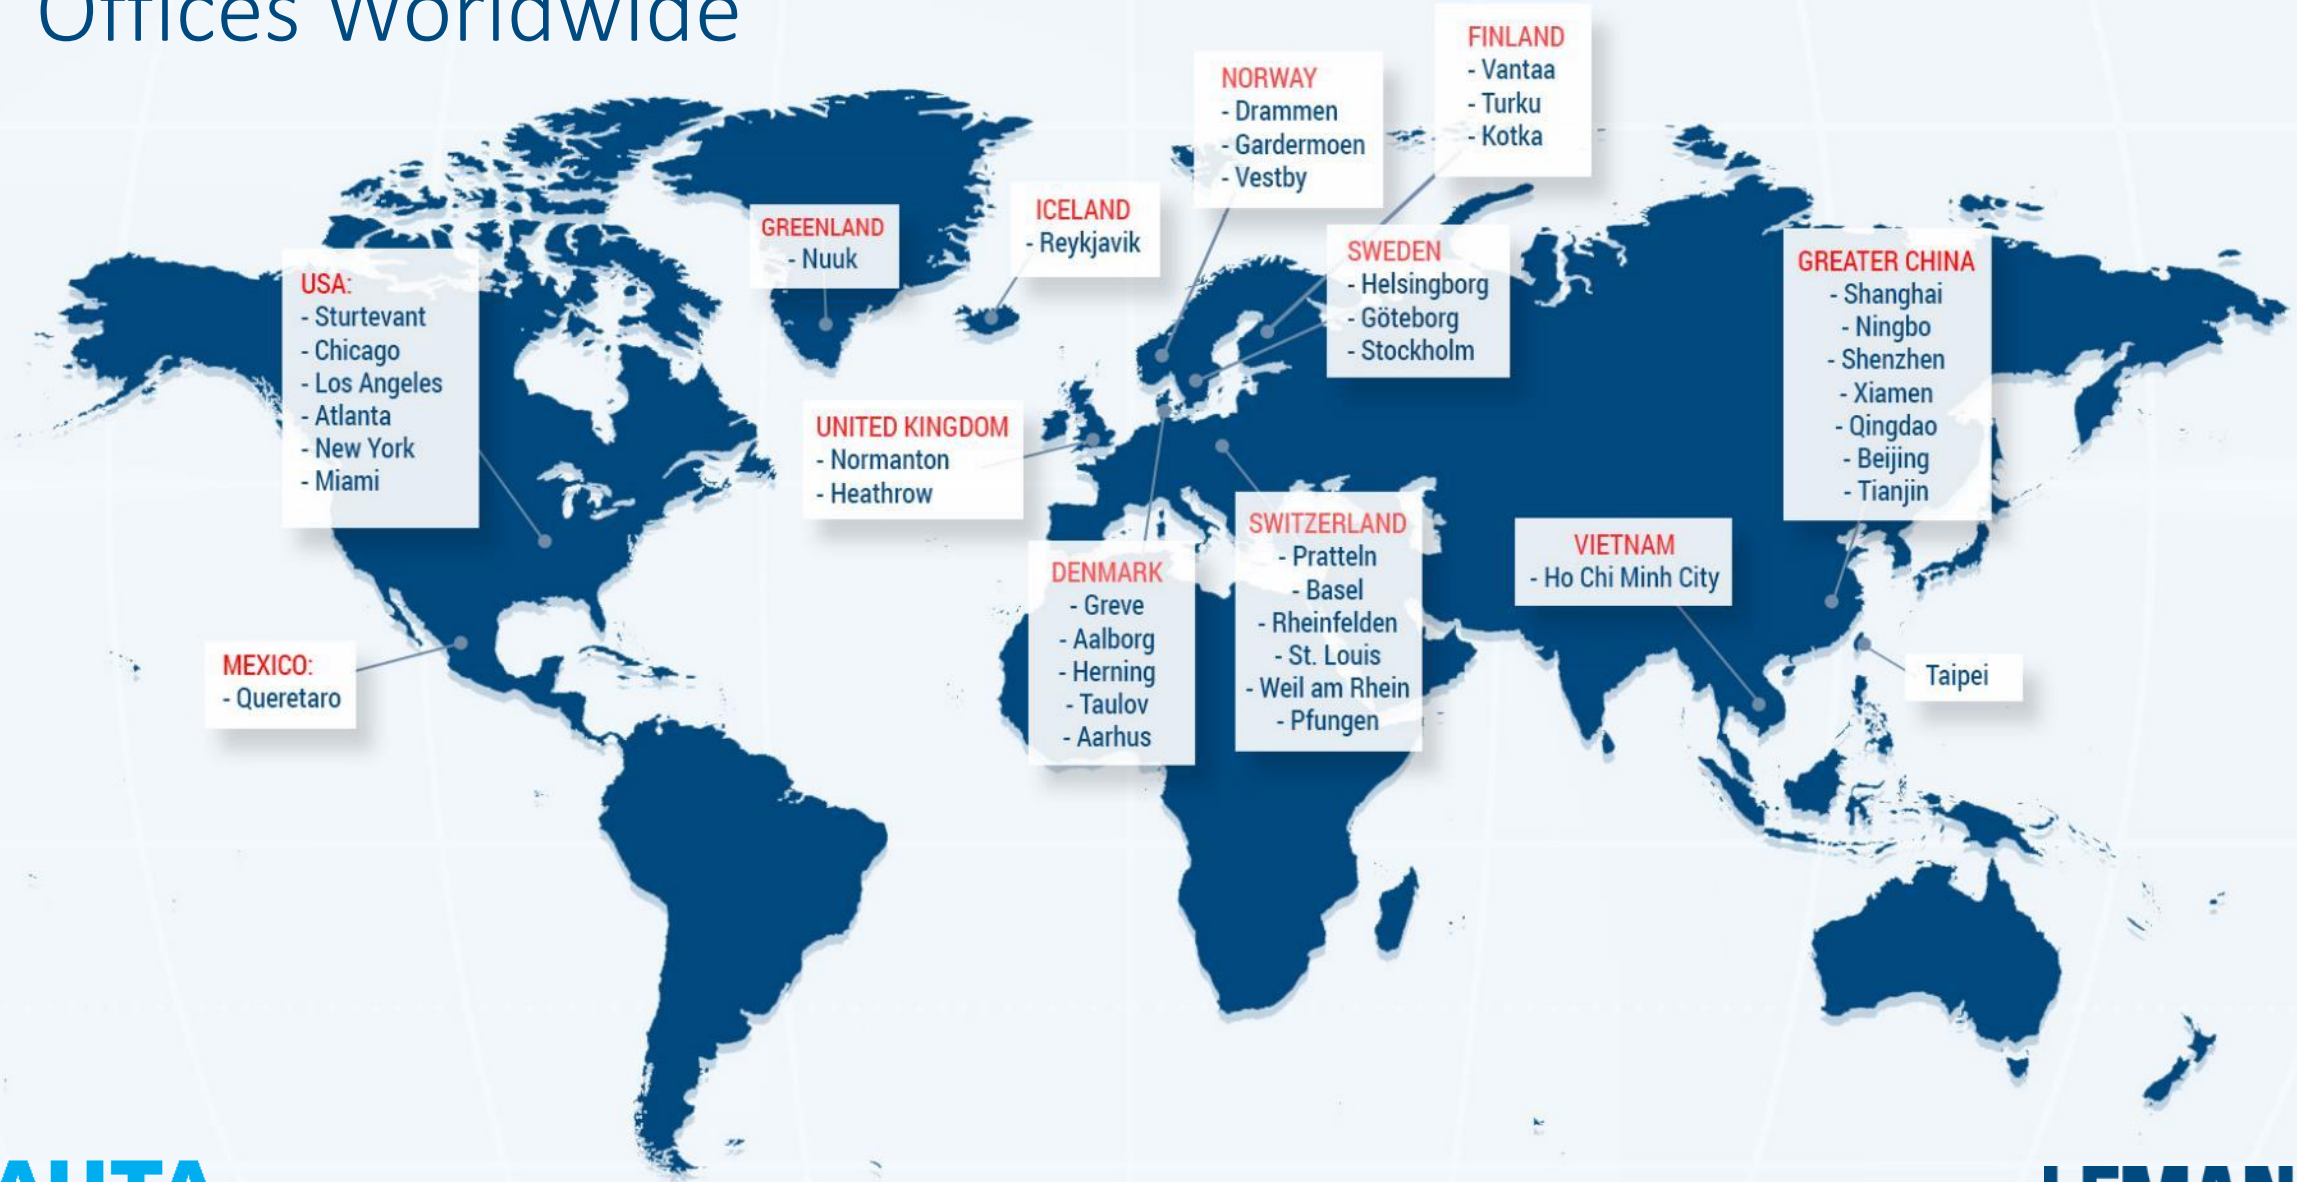 Offices Worldwide
FINLAND
- Vantaa
- Turku
- Kotka
NORWAY
- Drammen
- Gardermoen
- Vestby
ICELAND
- Reykjavik
GREENLAND
- Nuuk
SWEDEN
- Helsingborg
- Göteborg
- Stockholm
GREATER CHINA
- Shanghai
- Ningbo
- Shenzhen
- Xiamen
- Qingdao
- Beijing
- Tianjin
USA:
- Sturtevant
- Chicago
- Los Angeles
- Atlanta
- New York
- Miami
UNITED KINGDOM
- Normanton
- Heathrow
SWITZERLAND
- Pratteln
- Basel
- Rheinfelden
- St. Louis
- Weil am Rhein
- Pfungen
VIETNAM
- Ho Chi Minh City
DENMARK
- Greve
- Aalborg
- Herning
- Taulov
- Aarhus
MEXICO:
- Queretaro
Taipei
LEMAN